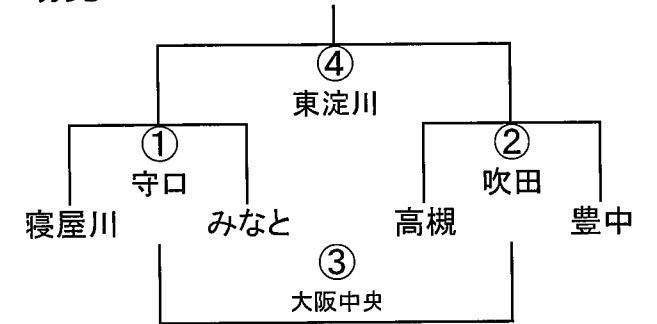 ④
東淀川
① ②
守口 吹田
寝屋川 みなと 高槻 豊中
③
大阪中央